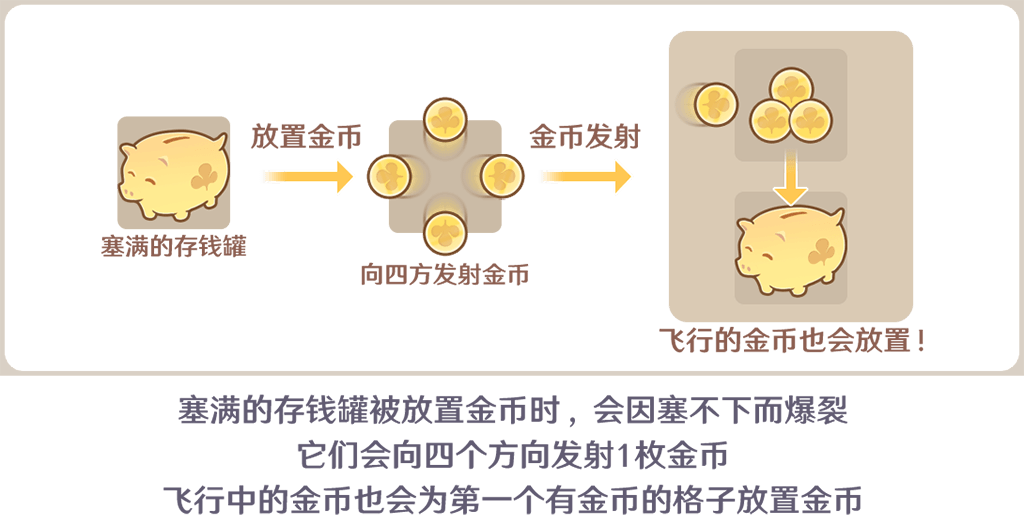 放置金币
金币发射
塞满的存钱罐
向四方发射金币
飞行的金币也会放置！
塞满的存钱罐被放置金币时，会因塞不下而爆裂
它们会向四个方向发射1枚金币
飞行中的金币也会为第一个有金币的格子放置金币